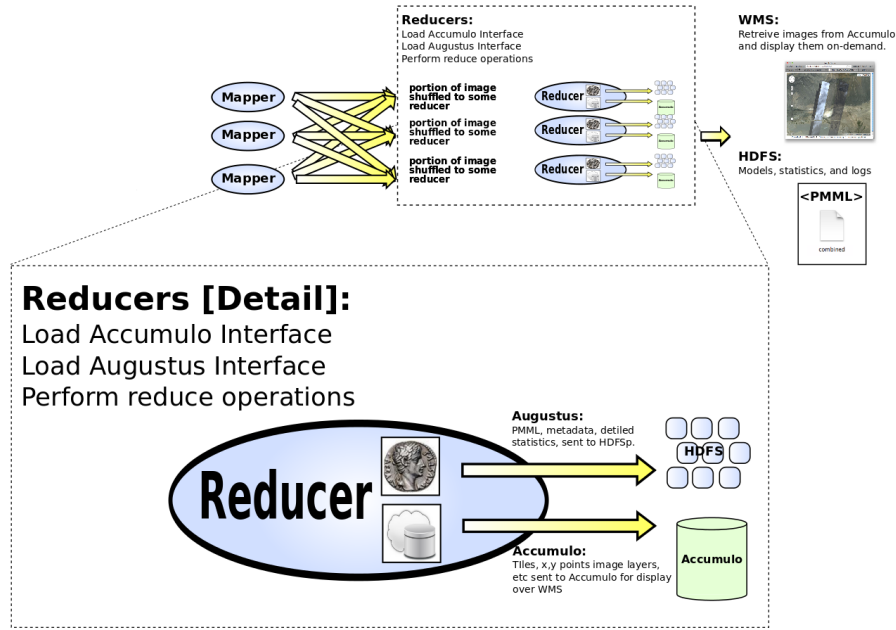 Reducers:
Load Accumulo Interface
Load Augustus Interface
Perform reduce operations
WMS:
Retreive images from Accumulo
and display them on-demand.
Mapper
Mapper
Mapper
portion of image
shuffled to some
reducer
portion of image
shuffled to some
reducer
portion of image
shuffled to some
reducer
Reducer
Accumulo
Reducer
Accumulo
Reducer
Accumulo
HDFS:
Models, statistics, and logs
<PMML>
combined
Reducers [Detail]:
Load Accumulo Interface
Load Augustus Interface
Perform reduce operations
Reducer
Augustus:
PMML, metadata, detiled
statistics, sent to HDFSp.
HDFS
Accumulo:
TIles, x,y points image layers,
etc sent to Accumulo for display
over WMS
Accumulo